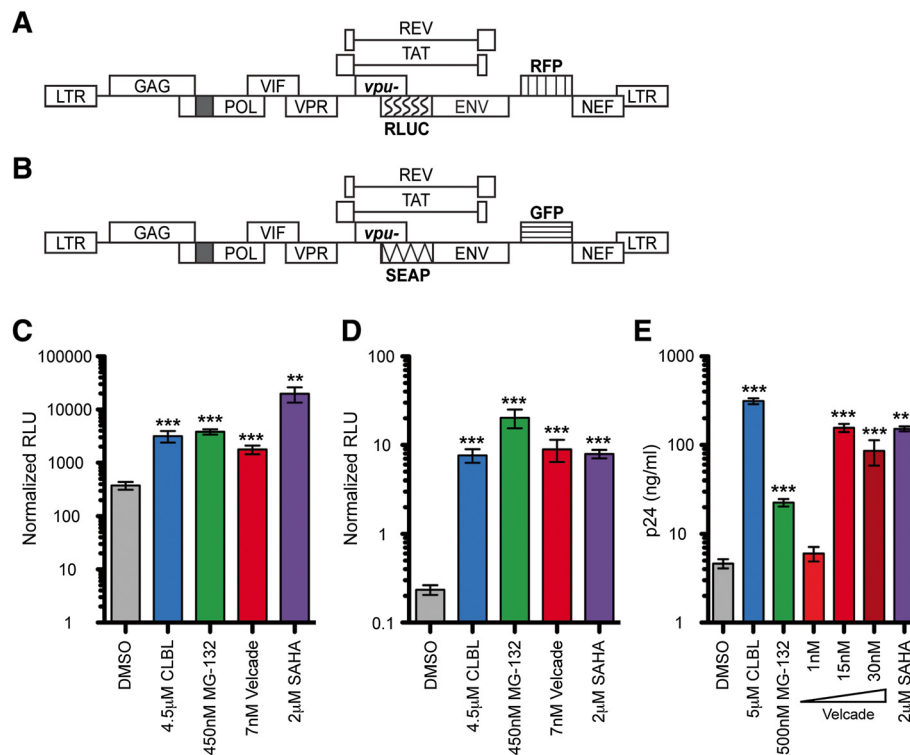 A
REV
TAT
RFP
LTR
GAG
VIF
vpu-
LTR
POL
VPR
ENV
NEF
RLUC
B
REV
TAT
GFP
LTR
GAG
VIF
vpu-
LTR
POL
VPR
ENV
NEF
SEAP
C
Normalized RLU
100000
10000
1000
100
10
1
***
***
***
**
DMSO
4.5μM CLBL
450nM MG-132
7nM Velcade
2μM SAHA
D
Normalized RLU
100
10
1
0.1
***
***
***
***
DMSO
4.5μM CLBL
450nM MG-132
7nM Velcade
2μM SAHA
E
p24 (ng/ml)
1000
100
10
1
***
***
***
***
**
DMSO
5μM CLBL
500nM MG-132
1nM
15nM
30nM
2μM SAHA
Velcade